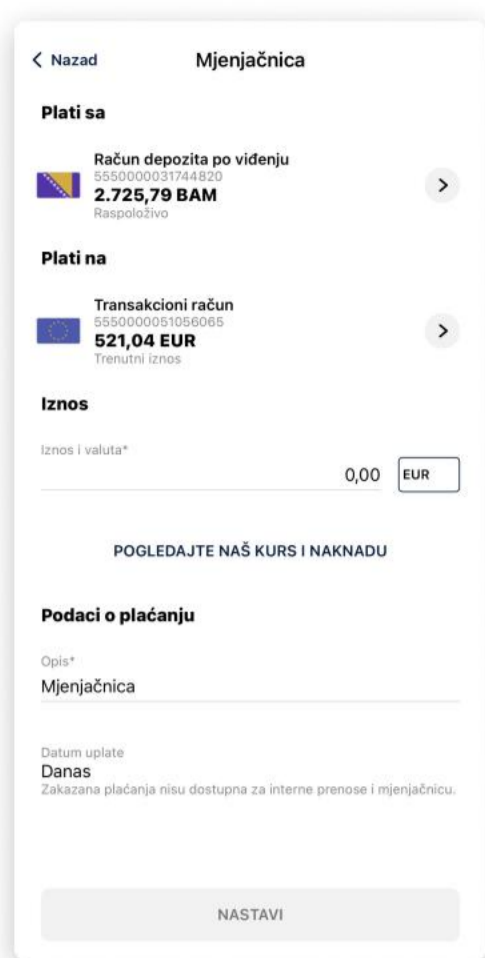 Nazad
Mjenjačnica
Plati sa
Račun depozita po viđenju
5550000031744820
2.725,79 BAM
Raspoloživo
Plati na
Transakcioni račun
5550000051056065
521,04 EUR
Trenutni iznos
Iznos
Iznos i valuta*
0,00 EUR
POGLEDAJTE NAŠ KURS I NAKNADU
Podaci o plaćanju
Opis*
Mjenjačnica
Datum uplate
Danas
Zakazana plaćanja nisu dostupna za interne prenose i mjenjačnicu.
NASTAVI